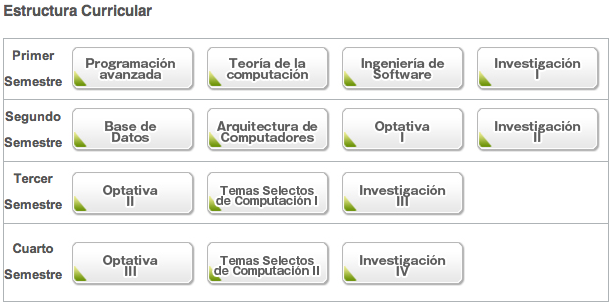 Estructura Curricular
Primer
Semestre
Programación
avanzada
Teoría de la
computación
Ingeniería de
Software
Investigación
I
Segundo
Semestre
Base de
Datos
Arquitectura de
Computadores
Optativa
I
Investigación
II
Tercer
Semestre
Optativa
II
Temas Selectos
de Computación I
Investigación
III
Cuarto
Semestre
Optativa
III
Temas Selectos
de Computación II
Investigación
IV